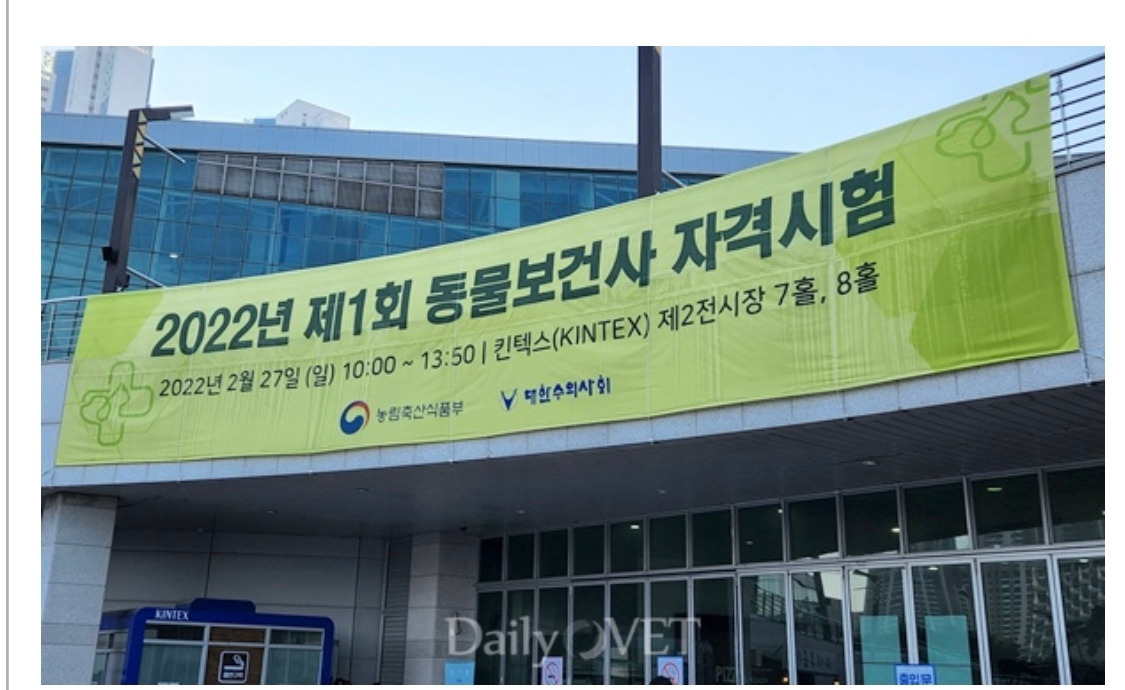 2022년 제1회 동물보건사 자격시험
2022년 2월 27일 (일) 10:00 ~ 13:50 | 킨텍스(KINTEX) 제2전시장 7홀, 8홀
농림축산식품부
대한수의사회
KINTEX
Daily VET
PIZZ
출입문